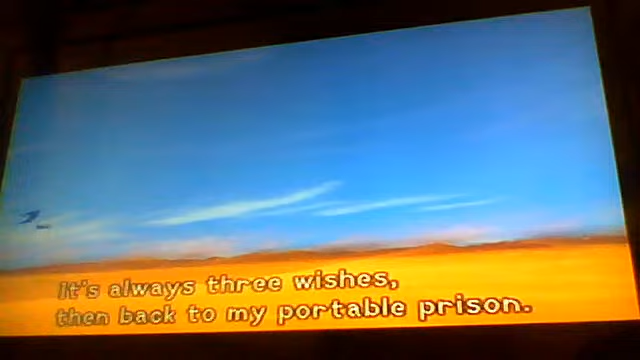 It's always three wishes,
then back to my portable prison.